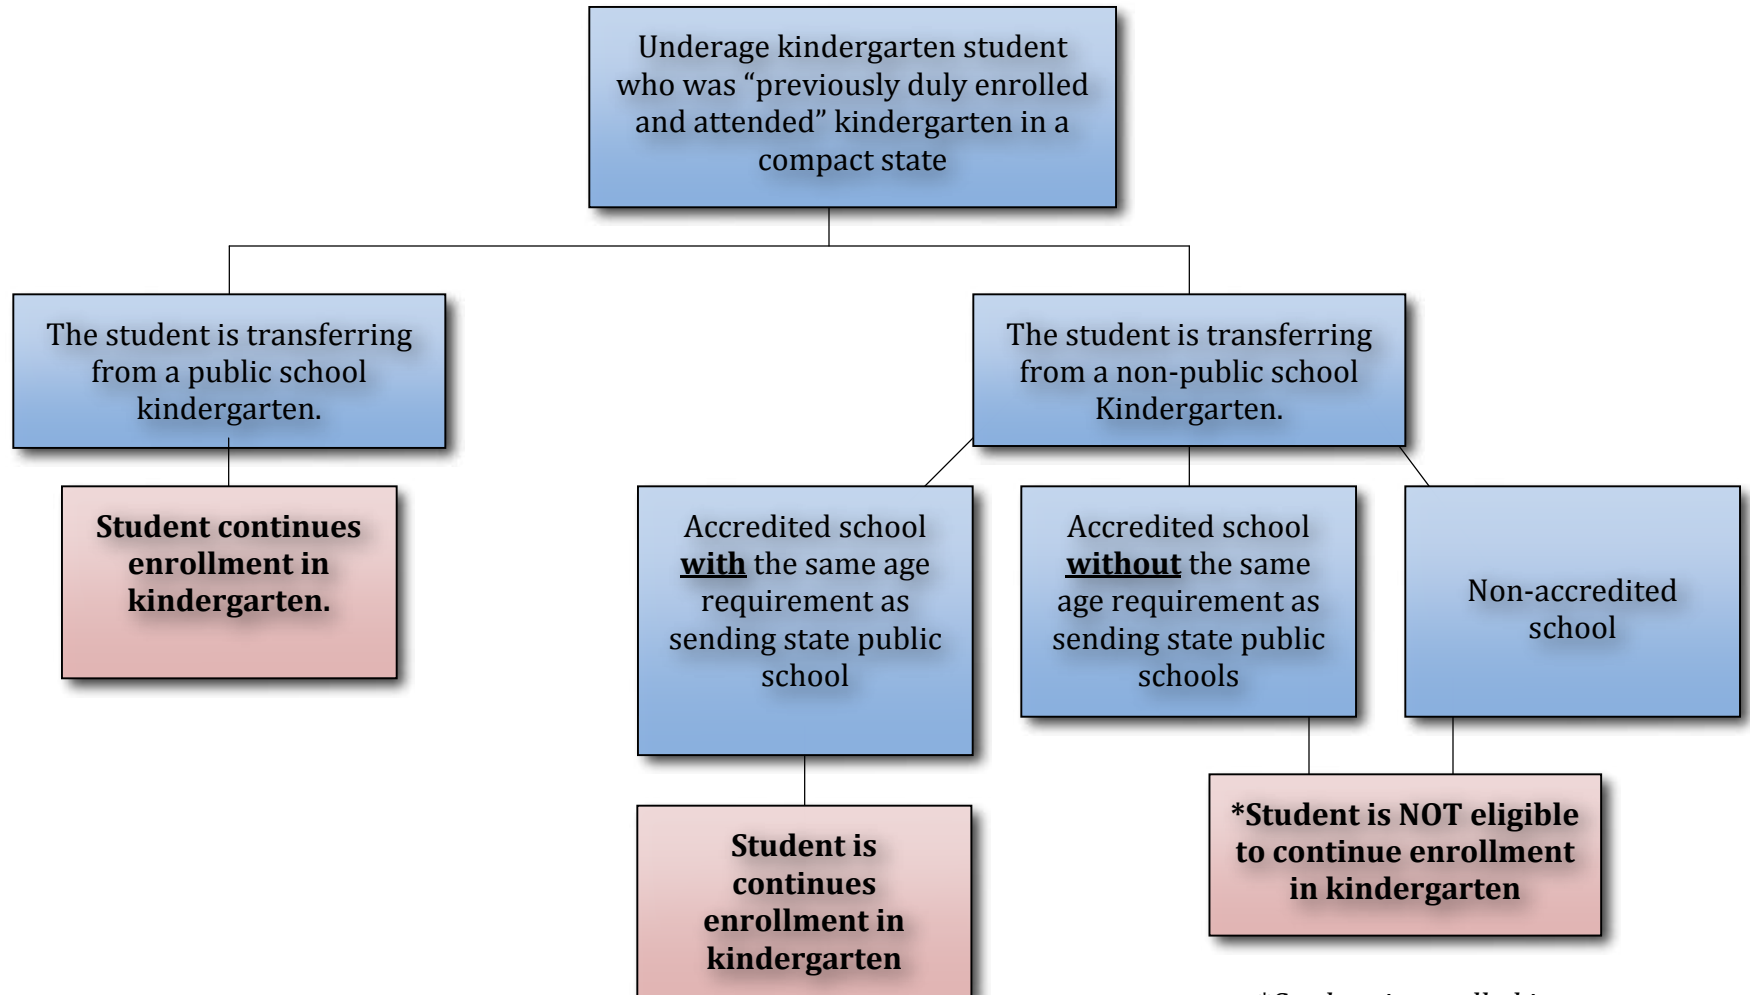 Underage kindergarten student
who was “previously duly enrolled
and attended” kindergarten in a
compact state
The student is transferring
from a public school
kindergarten.
The student is transferring
from a non-public school
Kindergarten.
Student continues
enrollment in
kindergarten.
Accredited school
with the same age
requirement as
sending state public
school
Accredited school
without the same
age requirement as
sending state public
schools
Non-accredited
school
Student is
continues
enrollment in
kindergarten
*Student is NOT eligible
to continue enrollment
in kindergarten